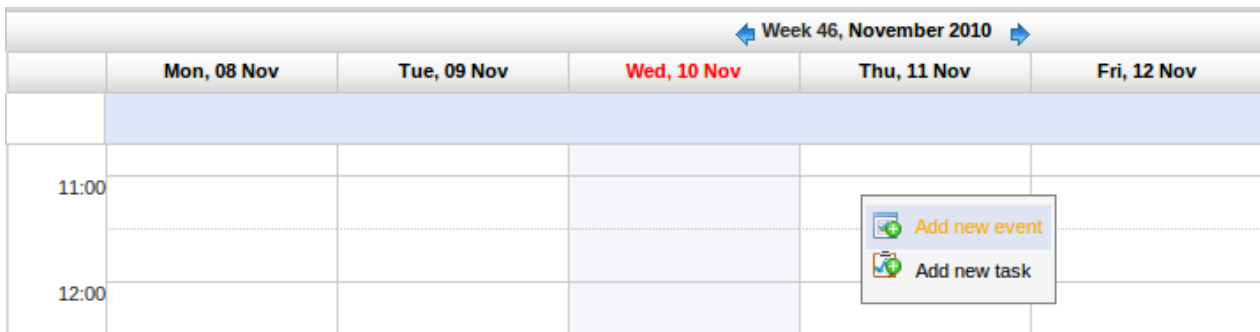 Week 46, November 2010
Mon, 08 Nov
Tue, 09 Nov
Wed, 10 Nov
Thu, 11 Nov
Fri, 12 Nov
11:00
Add new event
Add new task
12:00